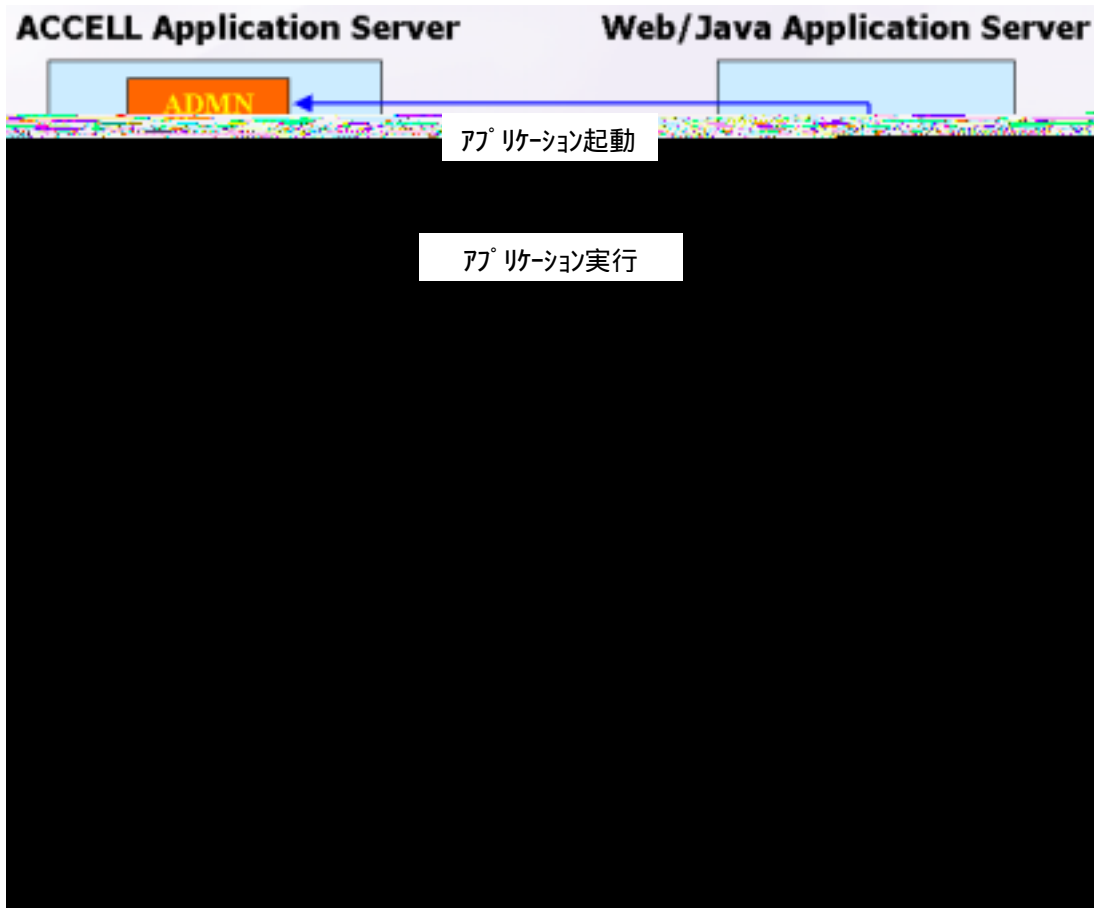 ACCELL Application Server
Web/Java Application Server
ADMN
ｱﾌﾟﾘｹｰｼｮﾝ起動
ｱﾌﾟﾘｹｰｼｮﾝ実行